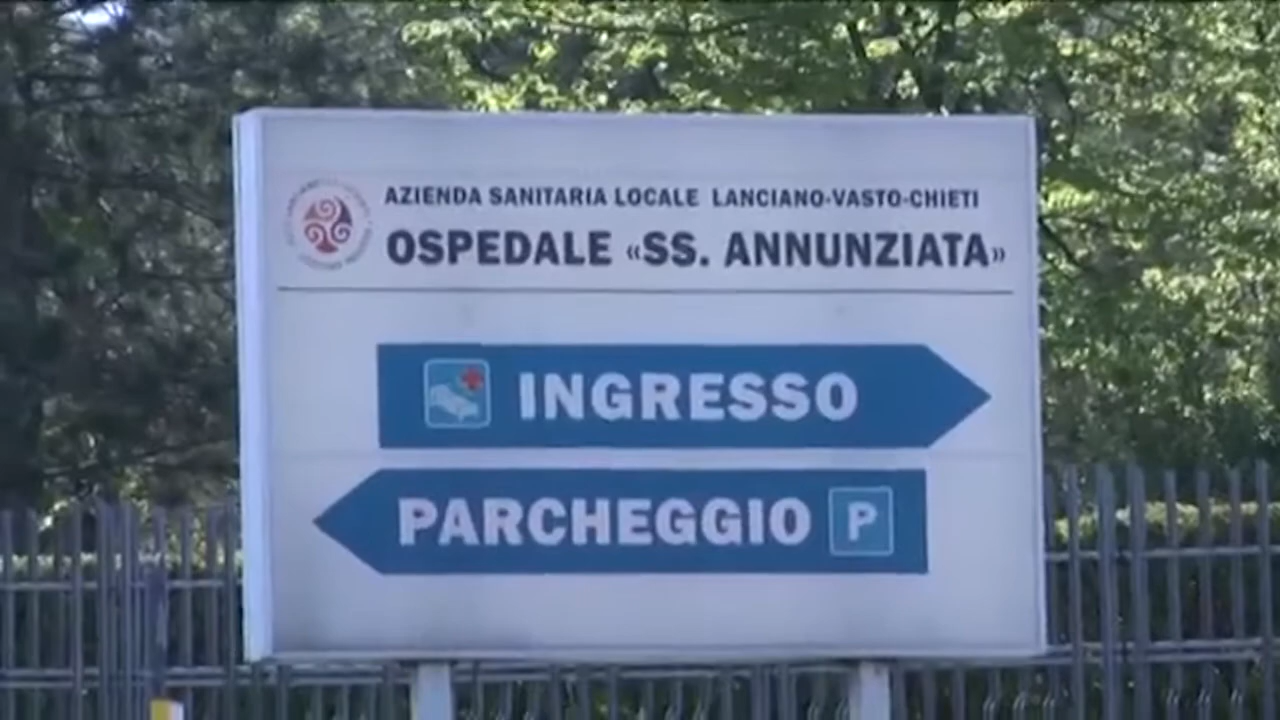 AZIENDA SANITARIA LOCALE LANCIANO-VASTO-CHIETI
OSPEDALE «SS. ANNUNZIATA»
INGRESSO
PARCHEGGIO P